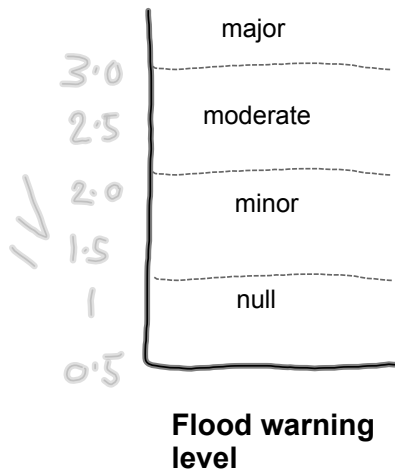 major
3.0
moderate
2.5
2.0
minor
1.5
null
1
0.5
Flood warning
level